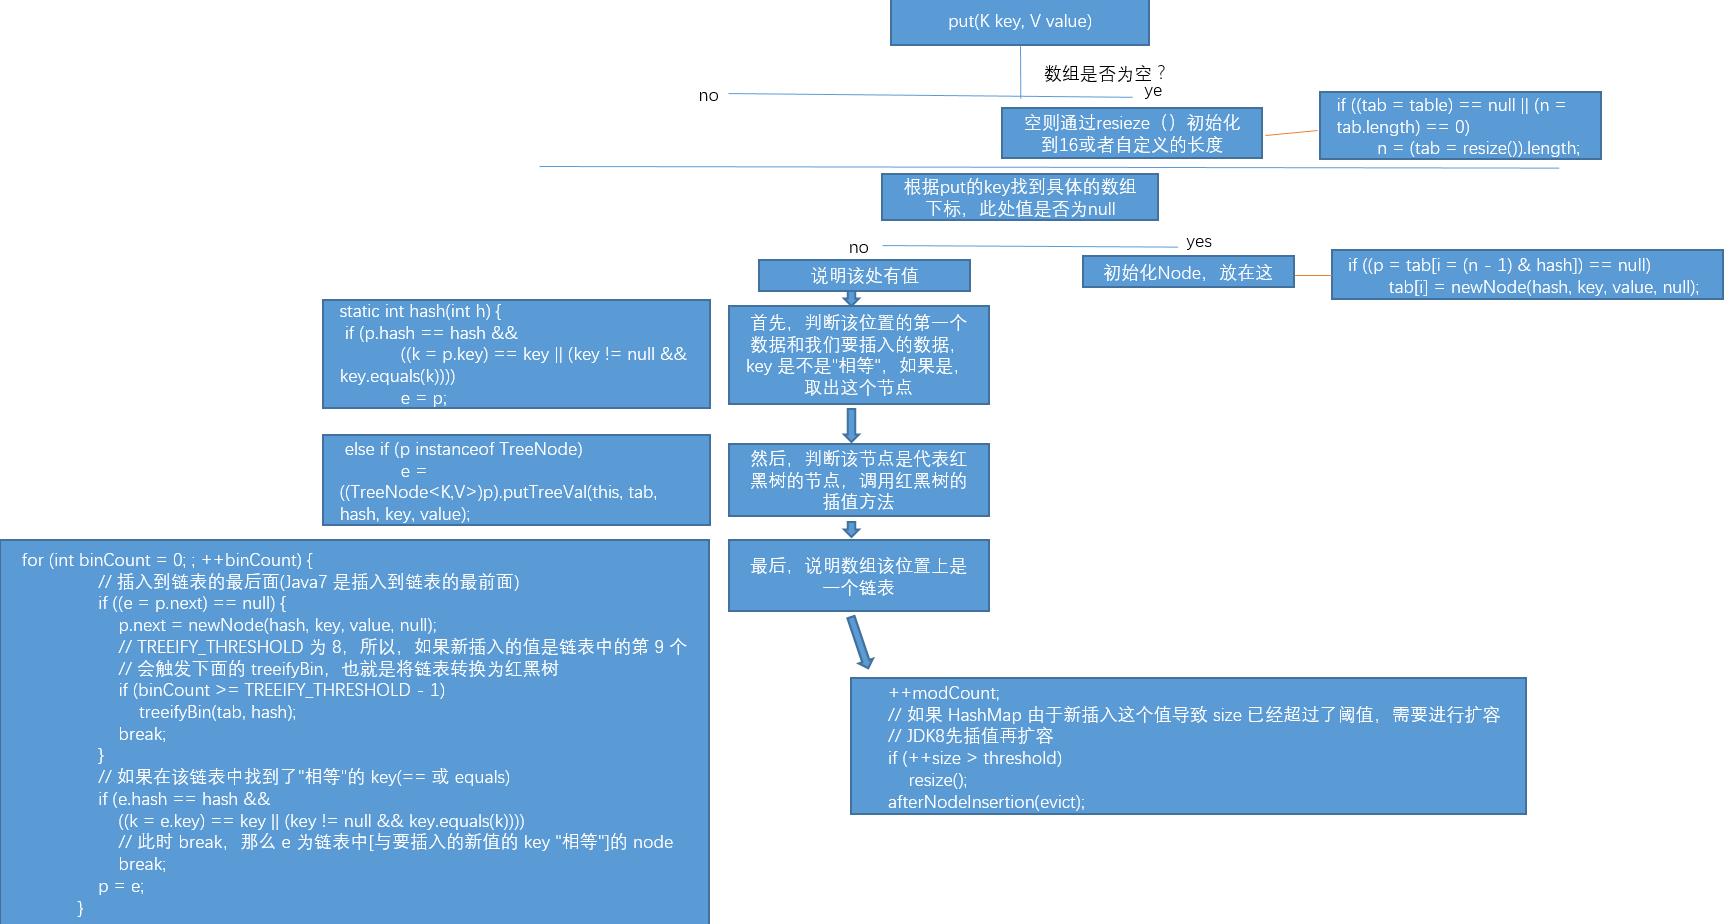 put(K key, V value)
数组是否为空？
no
ye
空则通过resieze（）初始化
到16或者自定义的长度
if ((tab = table) == null || (n =
tab.length) == 0)
n = (tab = resize()).length;
根据put的key找到具体的数组
下标，此处值是否为null
no
yes
说明该处有值
初始化Node，放在这
if ((p = tab[i = (n - 1) & hash]) == null)
tab[i] = newNode(hash, key, value, null);
static int hash(int h) {
if (p.hash == hash &&
((k = p.key) == key || (key != null &&
key.equals(k))))
e = p;
首先，判断该位置的第一个
数据和我们要插入的数据，
key 是不是"相等"，如果是，
取出这个节点
else if (p instanceof TreeNode)
e =
((TreeNode<K,V>)p).putTreeVal(this, tab,
hash, key, value);
然后，判断该节点是代表红
黑树的节点，调用红黑树的
插值方法
for (int binCount = 0; ; ++binCount) {
// 插入到链表的最后面(Java7 是插入到链表的最前面)
if ((e = p.next) == null) {
p.next = newNode(hash, key, value, null);
// TREEIFY_THRESHOLD 为 8，所以，如果新插入的值是链表中的第 9 个
// 会触发下面的 treeifyBin，也就是将链表转换为红黑树
if (binCount >= TREEIFY_THRESHOLD - 1)
treeifyBin(tab, hash);
break;
}
// 如果在该链表中找到了"相等"的 key(== 或 equals)
if (e.hash == hash &&
((k = e.key) == key || (key != null && key.equals(k))))
// 此时 break，那么 e 为链表中[与要插入的新值的 key "相等"]的 node
break;
p = e;
}
最后，说明数组该位置上是
一个链表
++modCount;
// 如果 HashMap 由于新插入这个值导致 size 已经超过了阈值，需要进行扩容
// JDK8先插值再扩容
if (++size > threshold)
resize();
afterNodeInsertion(evict);